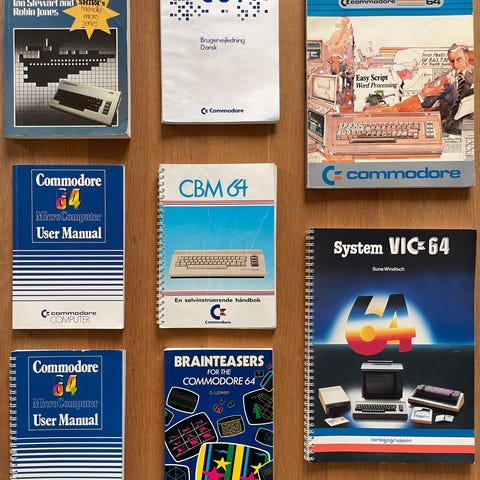 Ian Stewart and
Robin Jones
SHIVA's
friendly
micro
series
Brugervejledning
Dansk
Commodore
64
Easy Script
Word Processing
commodore
Commodore
64
MicroComputer
User Manual
commodore
COMPUTER
CBM 64
En selvinstruerende håndbok
Commodore
System VIC 64
Sune Windisch
64
forlagsgruppen
Commodore
64
MicroComputer
User Manual
BRAINTEASERS
FOR THE
COMMODORE 64
G LUDINSKI